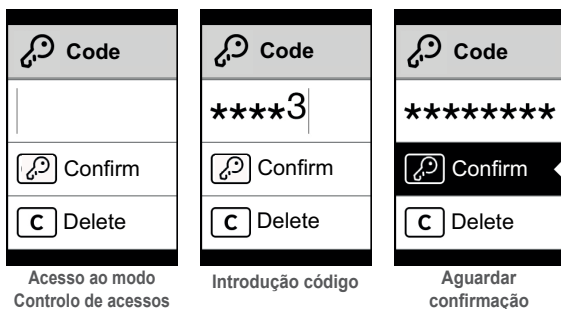 Code
Confirm
C Delete
Acesso ao modo
Controlo de acessos
Code
****3
Confirm
C Delete
Introdução código
Code
********
Confirm
C Delete
Aguardar
confirmação